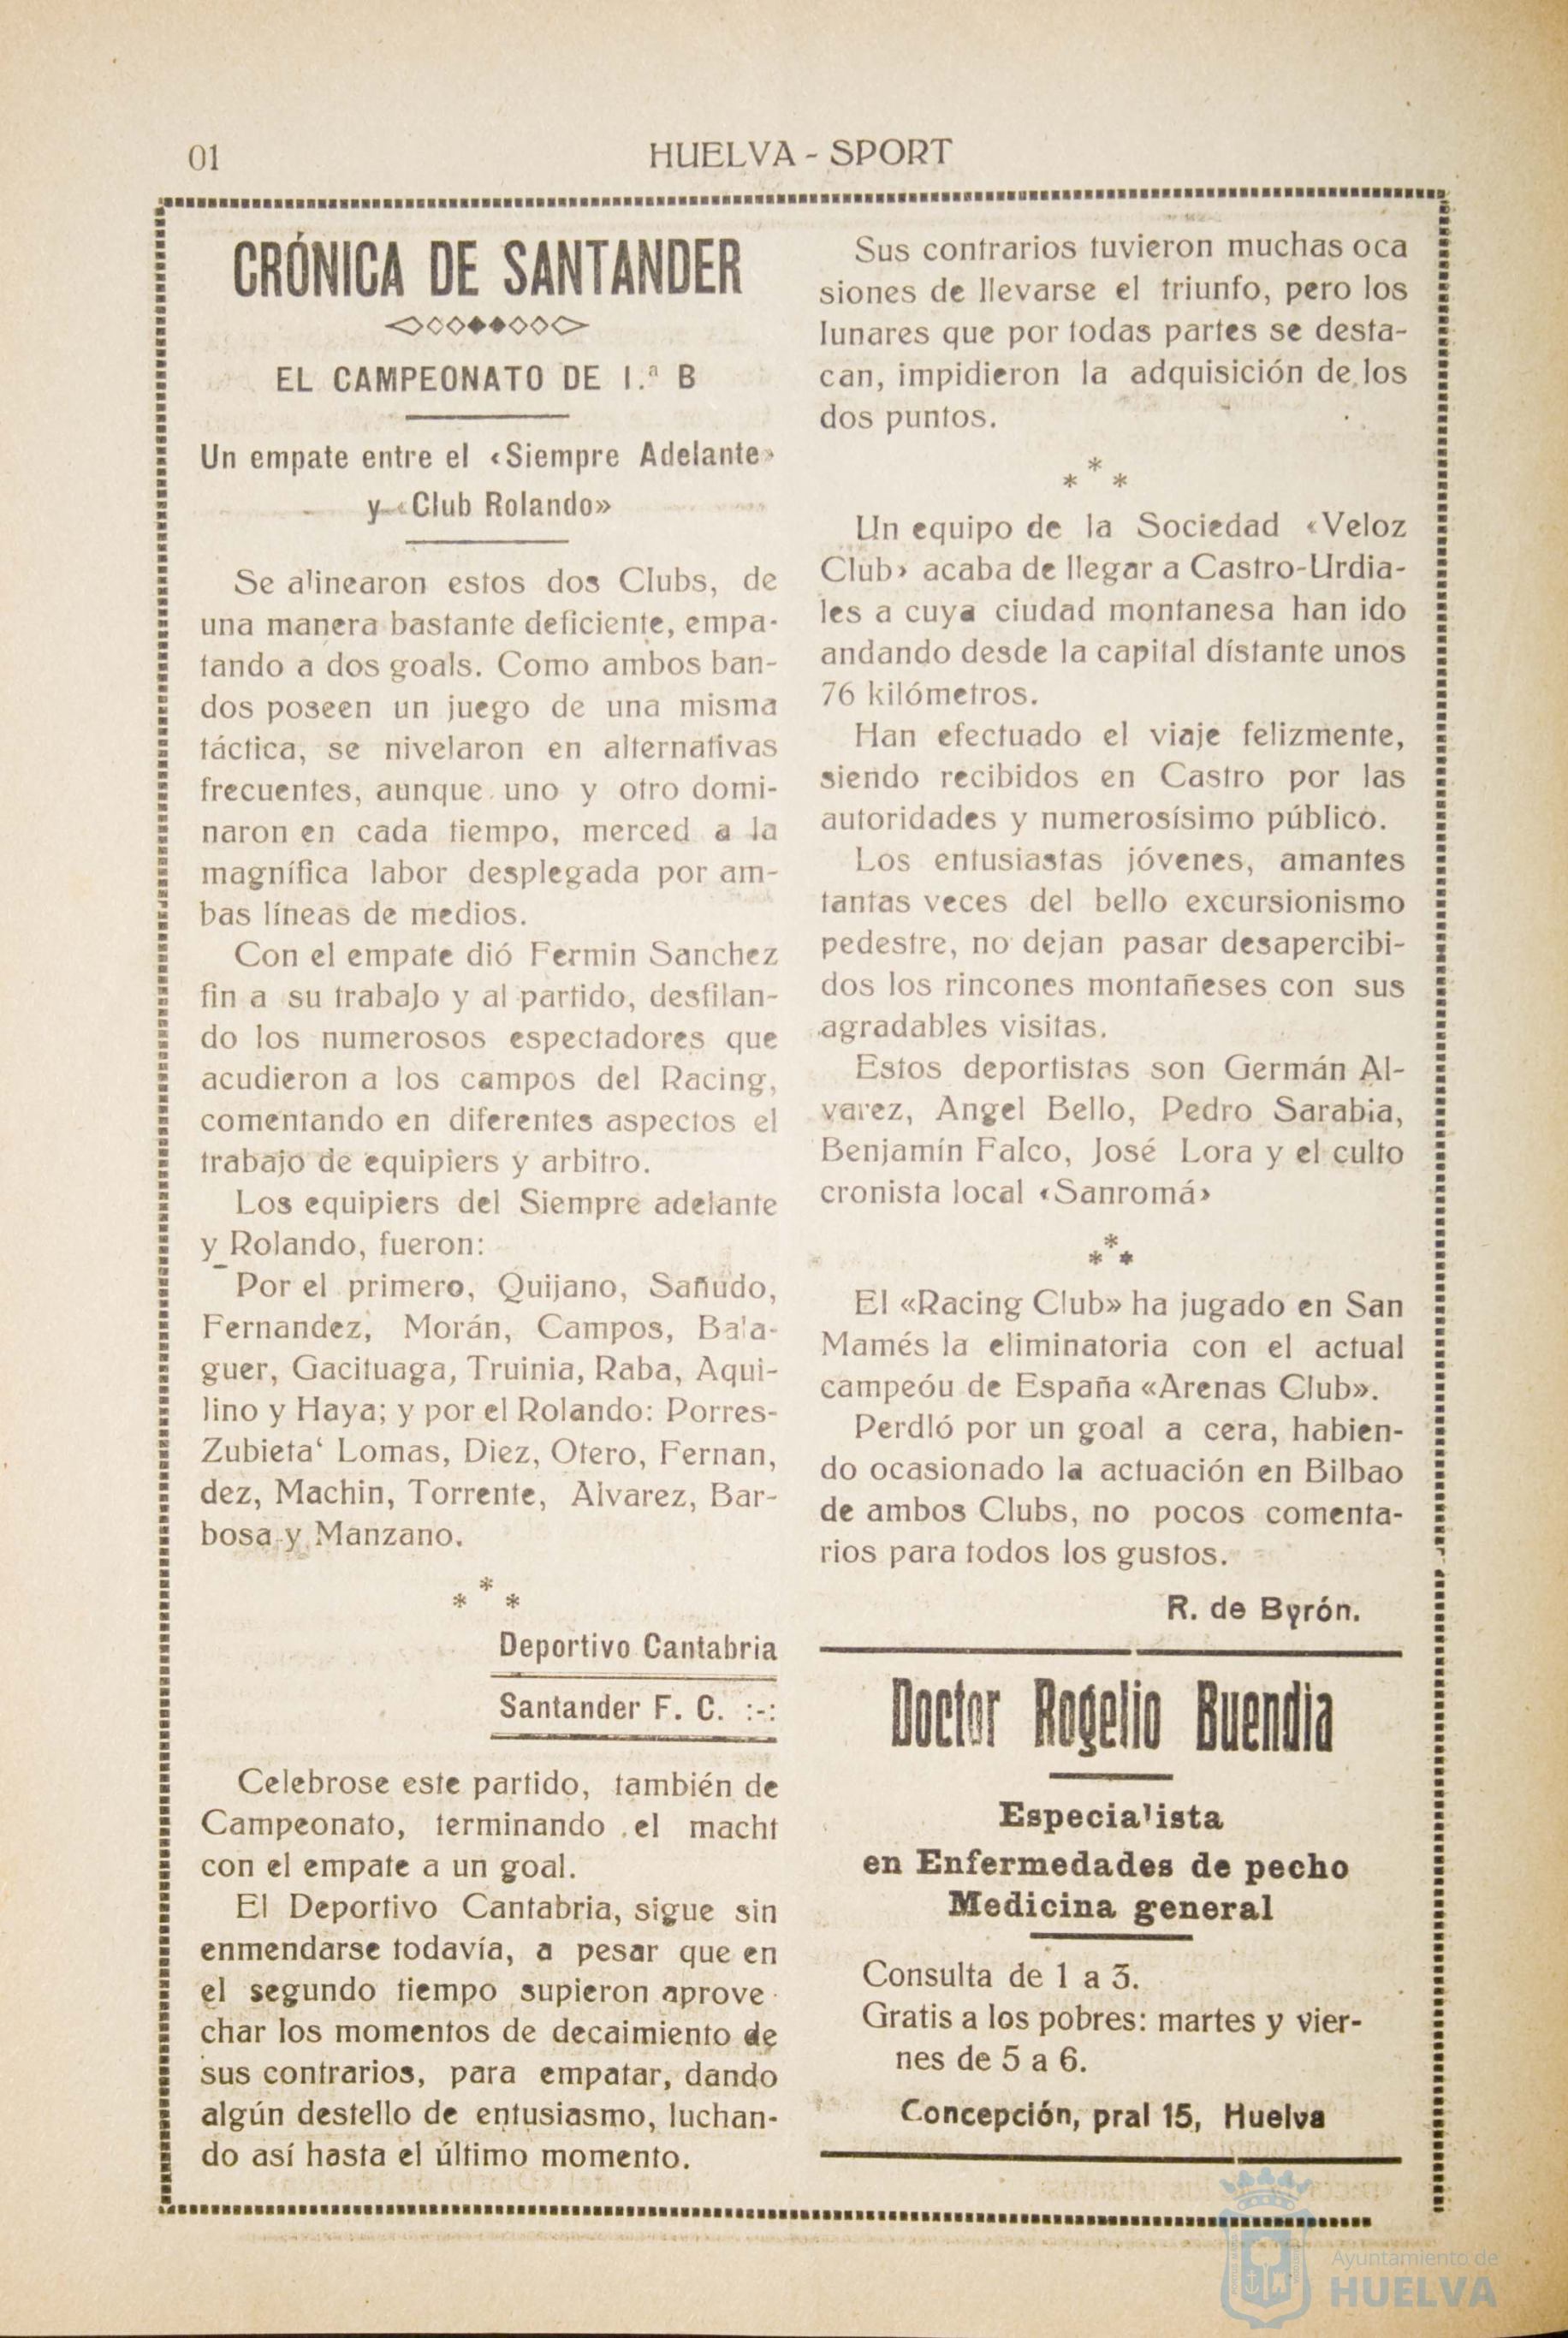 01
HUELVA - SPORT
CRÓNICA DE SANTANDER
EL CAMPEONATO DE 1.ª B
Un empate entre el «Siempre Adelante»
y «Club Rolando»
Se alinearon estos dos Clubs, de
una manera bastante deficiente, empa-
tando a dos goals. Como ambos ban-
dos poseen un juego de una misma
táctica, se nivelaron en alternativas
frecuentes, aunque uno y otro domi-
naron en cada tiempo, merced a la
magnífica labor desplegada por am-
bas líneas de medios.
Con el empate dió Fermin Sanchez
fin a su trabajo y al partido, desfilan-
do los numerosos espectadores que
acudieron a los campos del Racing,
comentando en diferentes aspectos el
trabajo de equipiers y arbitro.
Los equipiers del Siempre adelante
y Rolando, fueron:
Por el primero, Quijano, Sañudo,
Fernandez, Morán, Campos, Bala-
guer, Gacituaga, Truinia, Raba, Aqui-
lino y Haya; y por el Rolando: Porres-
Zubieta‘ Lomas, Diez, Otero, Fernan,
dez, Machin, Torrente, Alvarez, Bar-
bosa y Manzano.
* * *
Deportivo Cantabria
Santander F. C. :-:
Celebrose este partido, también de
Campeonato, terminando el macht
con el empate a un goal.
El Deportivo Cantabria, sigue sin
enmendarse todavía, a pesar que en
el segundo tiempo supieron aprove-
char los momentos de decaimiento de
sus contrarios, para empatar, dando
algún destello de entusiasmo, luchan-
do así hasta el último momento.
Sus contrarios tuvieron muchas oca
siones de llevarse el triunfo, pero los
lunares que por todas partes se desta-
can, impidieron la adquisición de los
dos puntos.
* * *
Un equipo de la Sociedad «Veloz
Club» acaba de llegar a Castro-Urdia-
les a cuya ciudad montanesa han ido
andando desde la capital dístante unos
76 kilómetros.
Han efectuado el viaje felizmente,
siendo recibidos en Castro por las
autoridades y numerosísimo público.
Los entusiastas jóvenes, amantes
tantas veces del bello excursionismo
pedestre, no dejan pasar desapercibi-
dos los rincones montañeses con sus
agradables visitas.
Estos deportistas son Germán Al-
varez, Angel Bello, Pedro Sarabia,
Benjamín Falco, José Lora y el culto
cronista local «Sanromá»
* * *
El «Racing Club» ha jugado en San
Mamés la eliminatoria con el actual
campeóu de España «Arenas Club».
Perdló por un goal a cera, habien-
do ocasionado la actuación en Bilbao
de ambos Clubs, no pocos comenta-
rios para todos los gustos.
R. de Byrón.
Doctor Rogelio Buendia
Especialista
en Enfermedades de pecho
Medicina general
Consulta de 1 a 3.
Gratis a los pobres: martes y vier-
nes de 5 a 6.
Concepción, pral 15, Huelva
Ayuntamiento de
HUELVA